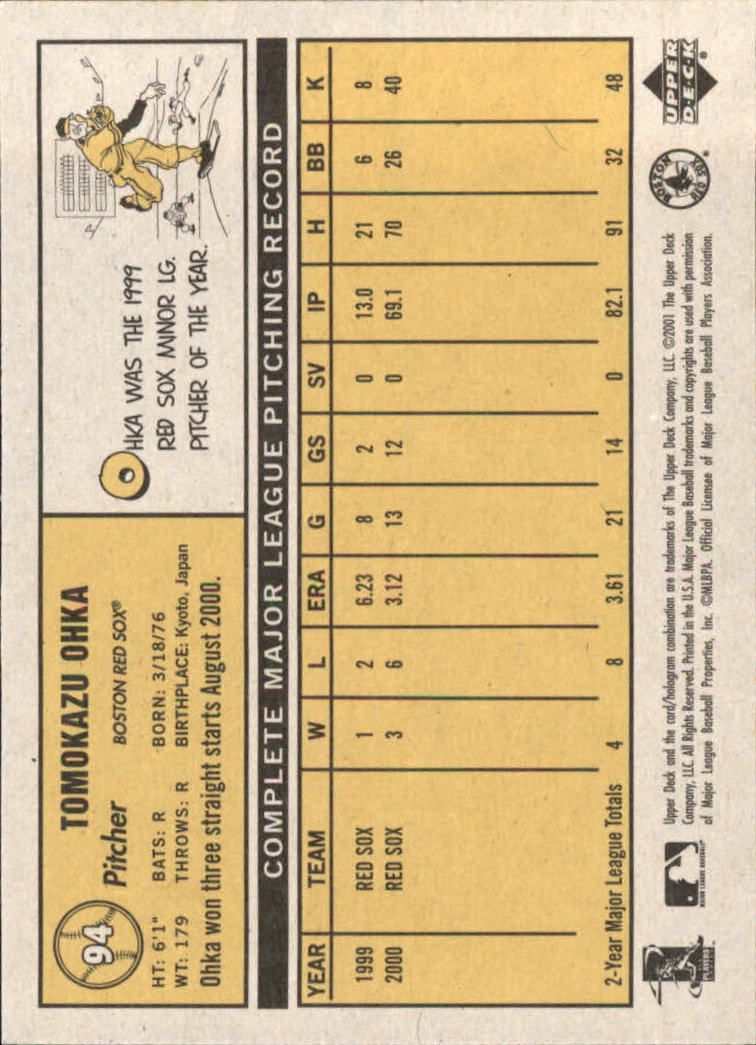 94
TOMOKAZU OHKA
Pitcher BOSTON RED SOX®
HT: 6'1" BATS: R BORN: 3/18/76
WT: 179 THROWS: R BIRTHPLACE: Kyoto, Japan
Ohka won three straight starts August 2000.
OHKA WAS THE 1999
RED SOX MINOR LG.
PITCHER OF THE YEAR.
COMPLETE MAJOR LEAGUE PITCHING RECORD
YEAR TEAM W L ERA G GS SV IP H BB K
1999 RED SOX 1 2 6.23 8 2 0 13.0 21 6 8
2000 RED SOX 3 6 3.12 13 12 0 69.1 70 26 40
2-Year Major League Totals 4 8 3.61 21 14 0 82.1 91 32 48
PLAYERS
MAJOR LEAGUE BASEBALL
Upper Deck and the card/hologram combination are trademarks of The Upper Deck Company, LLC. ©2001 The Upper Deck
Company, LLC. All Rights Reserved. Printed in the U.S.A. Major League Baseball trademarks and copyrights are used with permission
of Major League Baseball Properties, Inc. ©MLBPA. Official Licensee of Major League Baseball Players Association.
BOSTON RED SOX ®
UPPER DECK ®